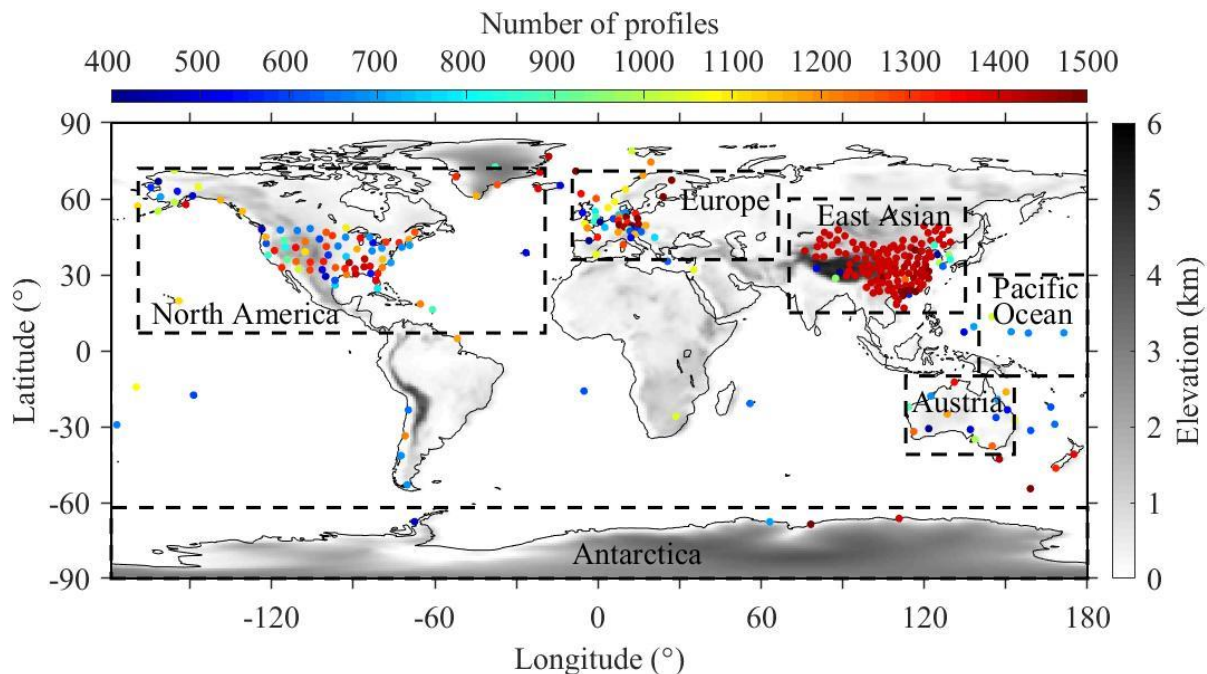 Number of profiles
400 500 600 700 800 900 1000 1100 1200 1300 1400 1500
90
60
30
0
-30
-60
-90
Latitude (°)
Europe
East Asian
North America
Pacific
Ocean
Austria
Antarctica
-120 -60 0 60 120 180
Longitude (°)
6
5
4
3
2
1
0
Elevation (km)